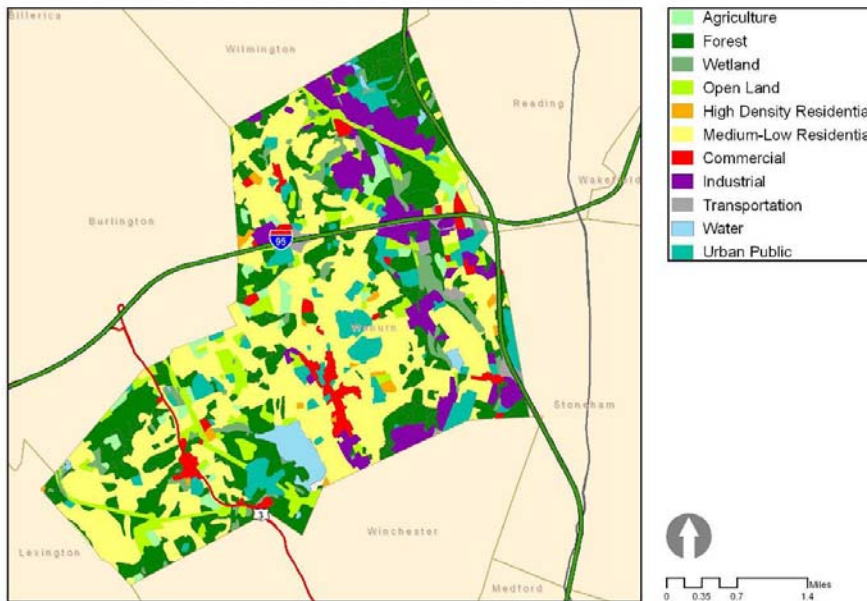 Billerica
Wilmington
Reading
Wakefield
Burlington
95
Woburn
Stoneham
Winchester
Lexington
Medford
3
Agriculture
Forest
Wetland
Open Land
High Density Residentia
Medium-Low Residentia
Commercial
Industrial
Transportation
Water
Urban Public
Miles
0 0.35 0.7 1.4